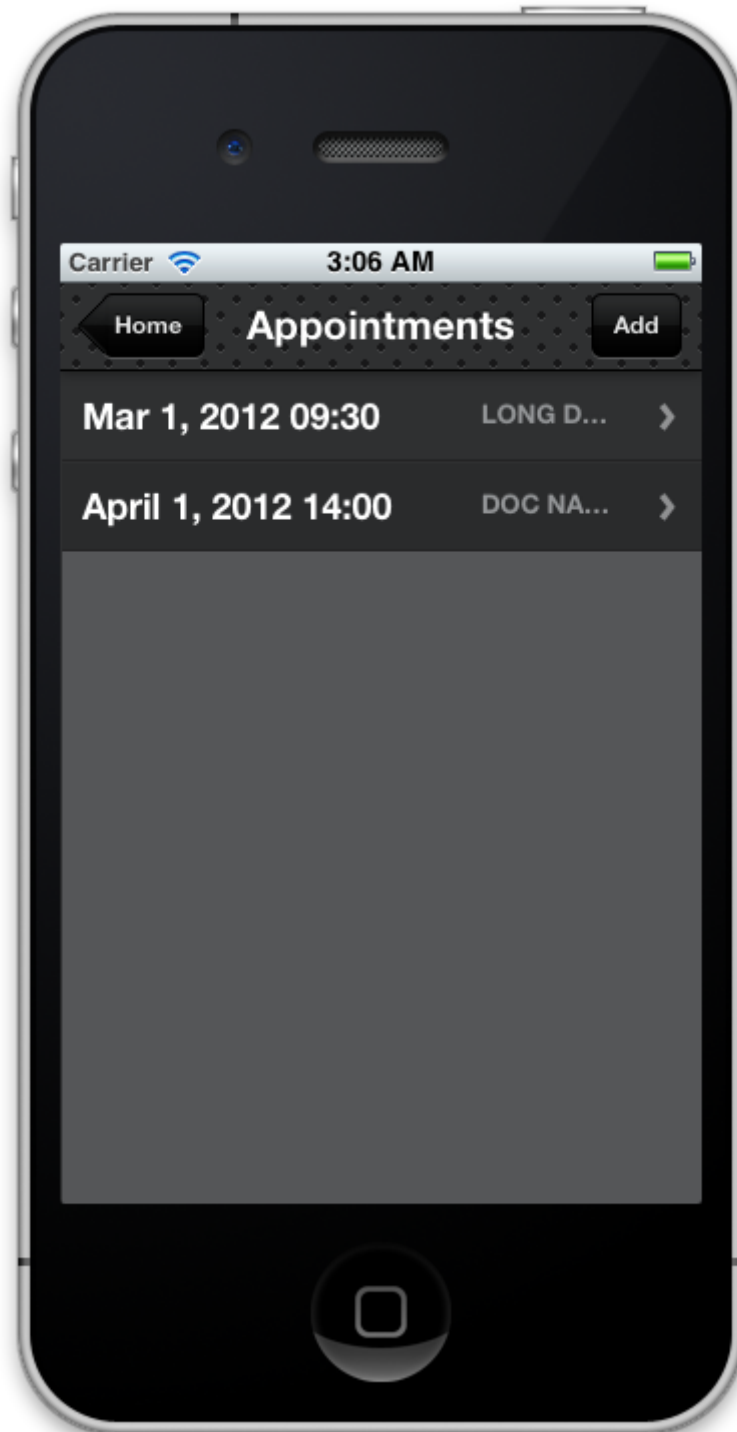 Carrier 3:06 AM
Home Appointments Add
Mar 1, 2012 09:30 LONG D...
April 1, 2012 14:00 DOC NA...